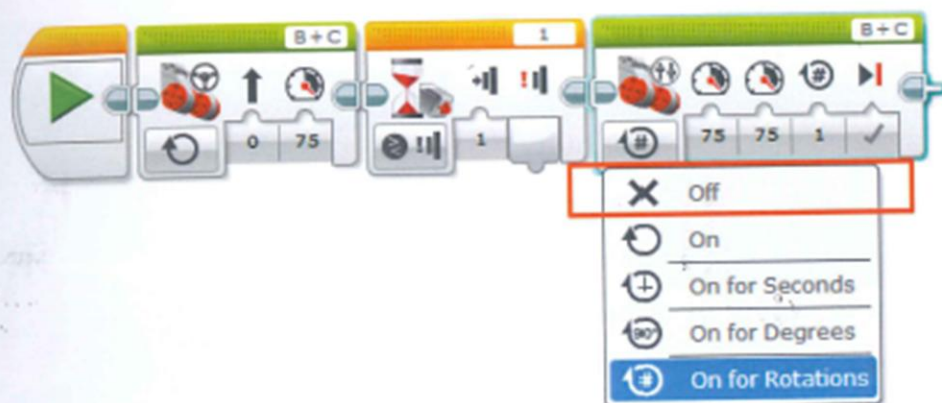 B+C
1
B+C
0 75
1
75 75 1
Off
On
On for Seconds
On for Degrees
On for Rotations